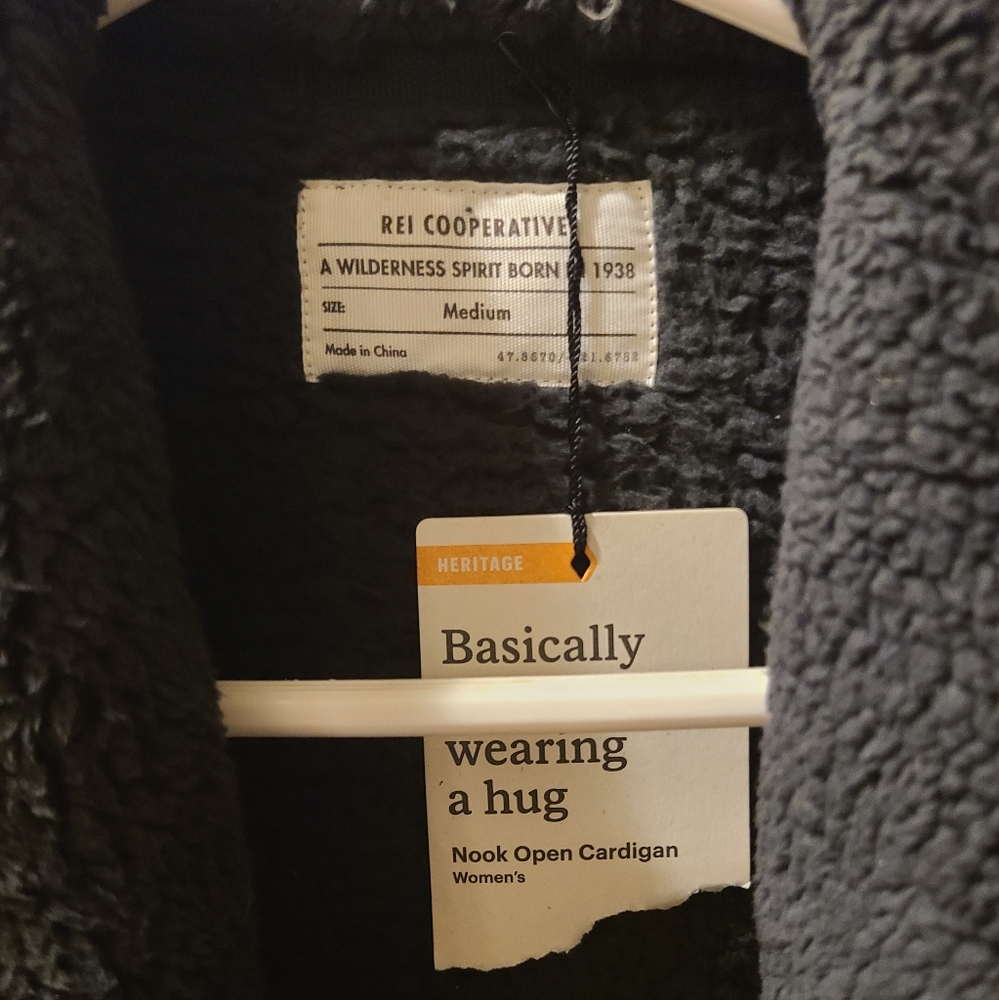 REI COOPERATIVE
A WILDERNESS SPIRIT BORN 1938
SIZE: Medium
Made in China
HERITAGE
Basically
wearing
a hug
Nook Open Cardigan
Women's